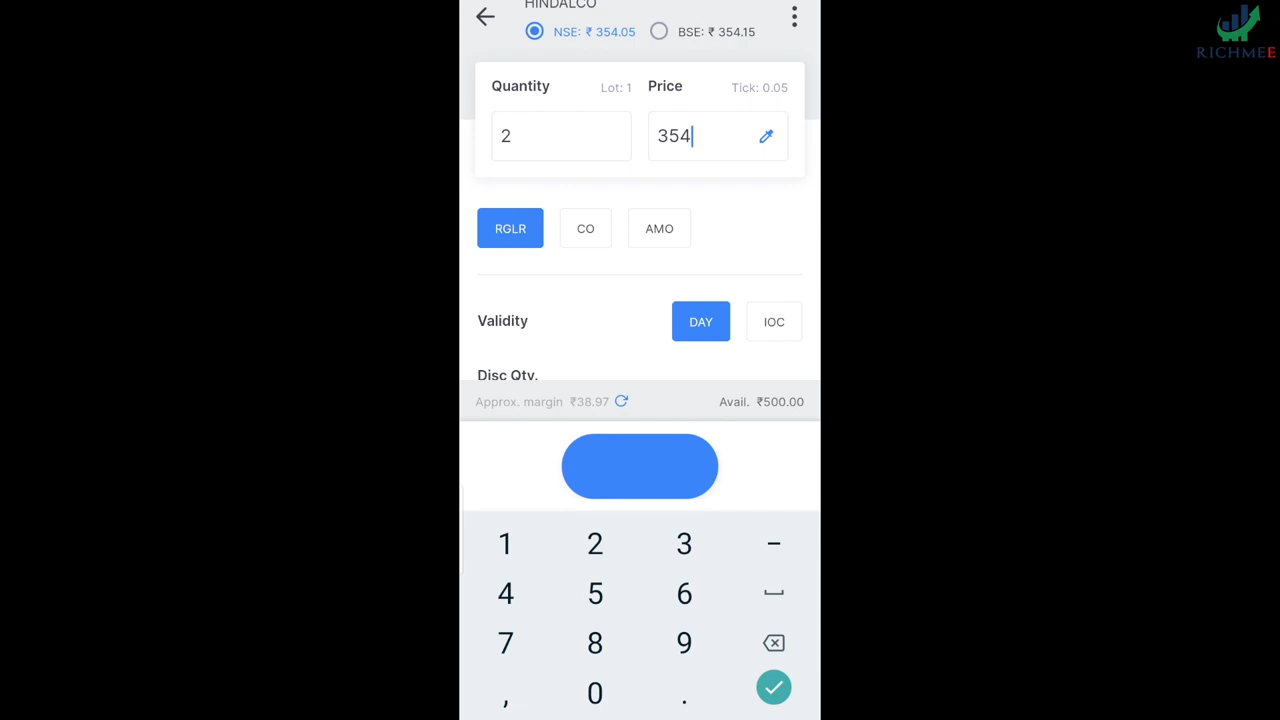 HINDALCO
NSE: ₹ 354.05 BSE: ₹ 354.15
RICHMEE
Quantity Lot: 1 Price Tick: 0.05
2 354
RGLR CO AMO
Validity DAY IOC
Disc Qty.
Approx. margin ₹38.97 Avail. ₹500.00
1 2 3 -
4 5 6
7 8 9
, 0 .